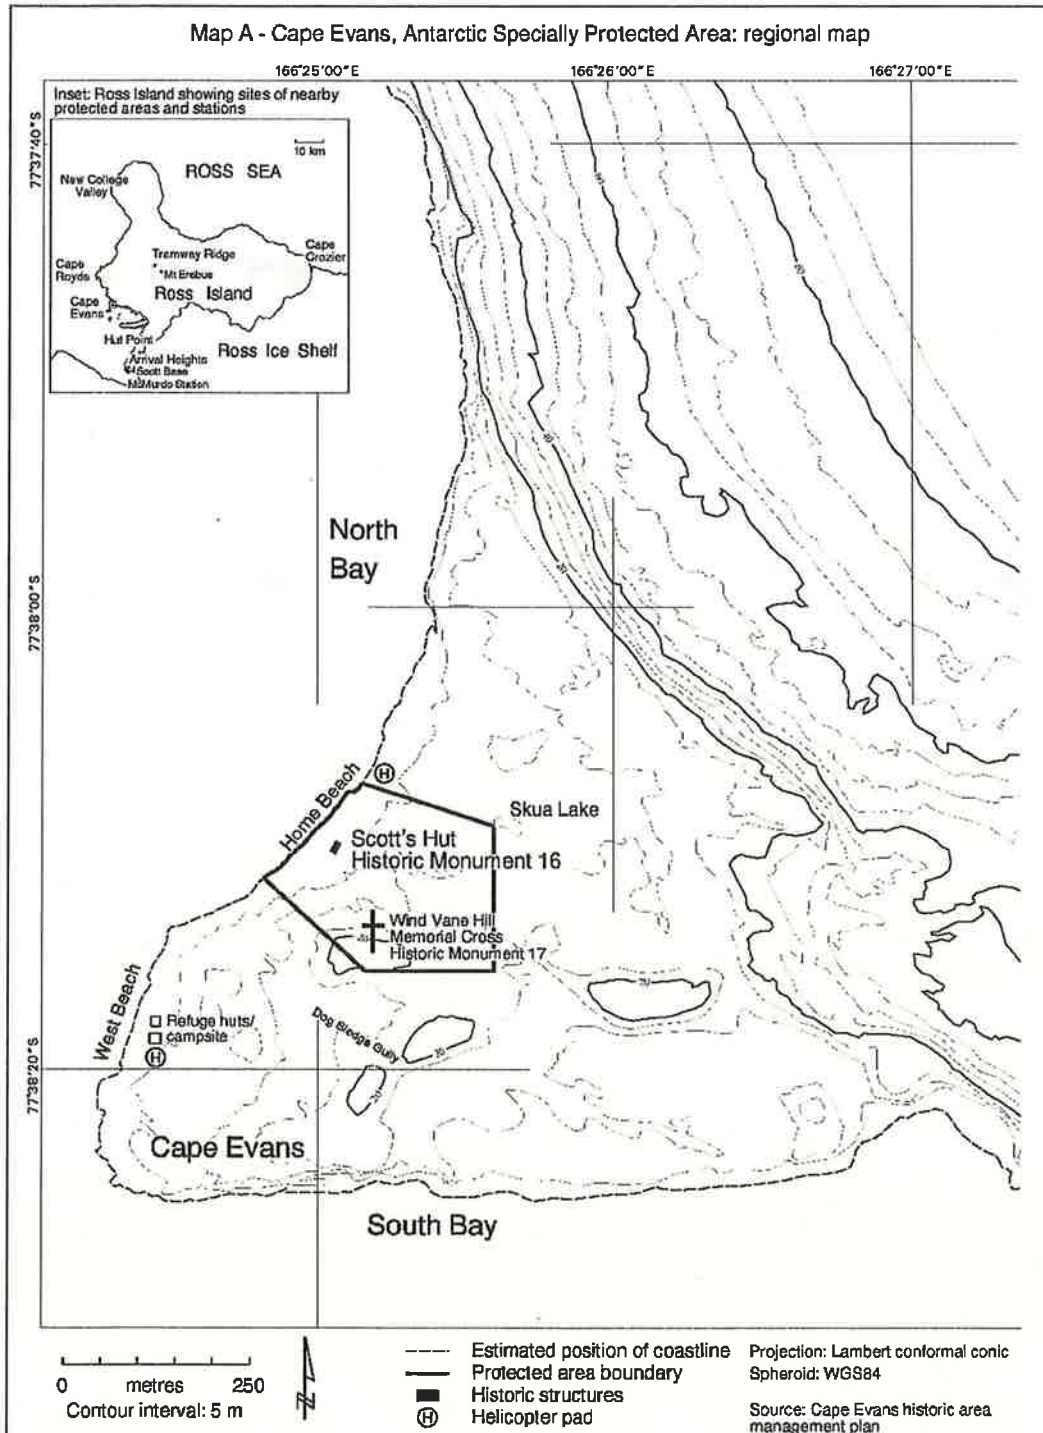 Map A - Cape Evans, Antarctic Specially Protected Area: regional map
166°25'00"E
166°26'00"E
166°27'00"E
Inset: Ross Island showing sites of nearby
protected areas and stations
10 km
ROSS SEA
New College
Valley
Cape
Crozier
Tramway Ridge
Mt Erebus
Cape
Royds
Ross Island
Cape
Evans
Hut Point
Ross Ice Shelf
Arrival Heights
Scott Base
McMurdo Station
77°37'40"S
North
Bay
77°38'00"S
20
20
Home Beach
H
Skua Lake
Scott's Hut
Historic Monument 16
Wind Vane Hill
Memorial Cross
Historic Monument 17
West Beach
Refuge huts/
campsite
H
Dog Sledge Gully
20
20
20
77°38'20"S
Cape Evans
South Bay
0 metres 250
Contour interval: 5 m
N
Estimated position of coastline
Protected area boundary
Historic structures
H Helicopter pad
Projection: Lambert conformal conic
Spheroid: WGS84
Source: Cape Evans historic area
management plan